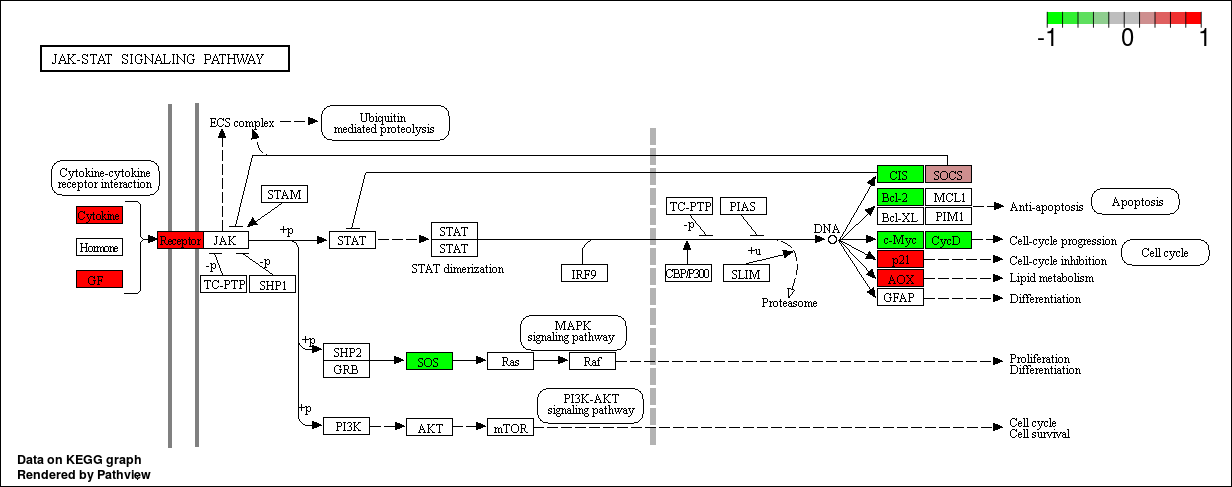 -1 0 1
JAK-STAT SIGNALING PATHWAY
ECS complex
Ubiquitin
mediated proteolysis
Cytokine-cytokine
receptor interaction
Cytokine
Hormone
GF
Receptor
JAK
STAM
+p
-p
-p
TC-PTP
SHP1
STAT
STAT
STAT
STAT dimerization
IRF9
TC-PTP
PIAS
-p
+u
CBP/P300
SLIM
Proteasome
DNA
CIS
SOCS
Bcl-2
MCL1
Bcl-XL
PIM1
c-Myc
CycD
p21
AOX
GFAP
Anti-apoptosis
Apoptosis
Cell-cycle progression
Cell-cycle inhibition
Cell cycle
Lipid metabolism
Differentiation
+p
SHP2
GRB
SOS
Ras
Raf
MAPK
signaling pathway
Proliferation
Differentiation
+p
PI3K
AKT
mTOR
PI3K-AKT
signaling pathway
Cell cycle
Cell survival
Data on KEGG graph
Rendered by Pathview